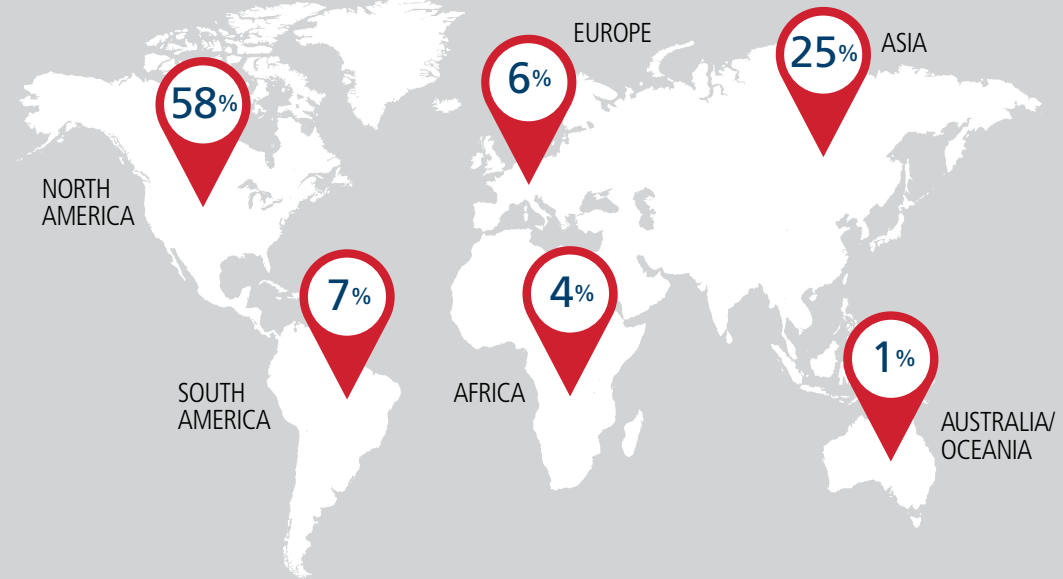 EUROPE
6%
25%
ASIA
58%
NORTH
AMERICA
7%
SOUTH
AMERICA
4%
AFRICA
1%
AUSTRALIA/
OCEANIA